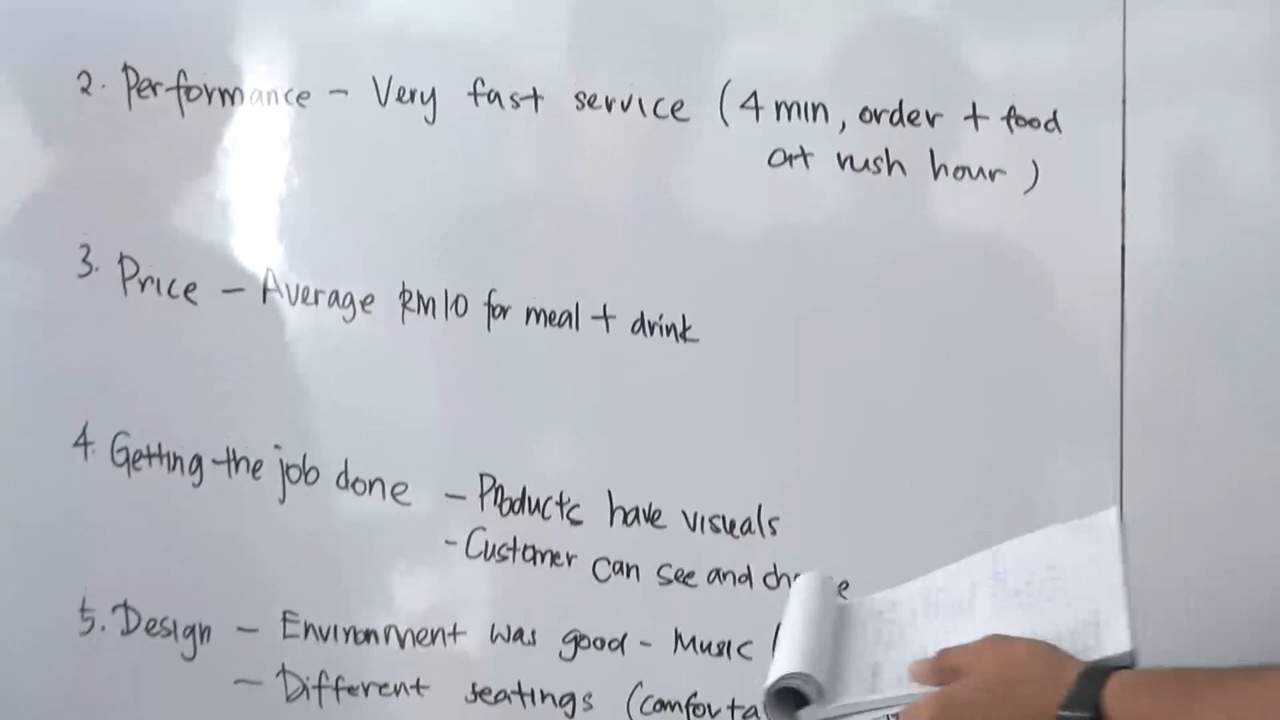 2. Performance - Very fast service (4 min, order + food
at rush hour)
3. Price - Average RM10 for meal + drink
4. Getting the job done - Products have visuals
- Customer can see and
5. Design - Environment was good - Music
- Different seatings